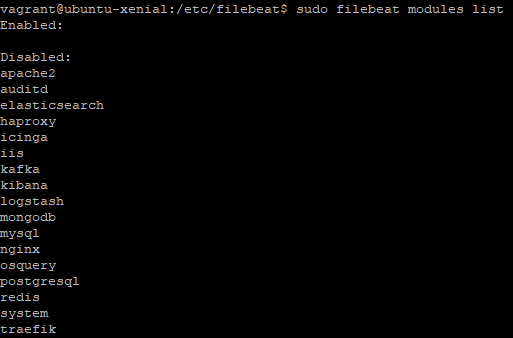 vagrant@ubuntu-xenial:/etc/filebeat$ sudo filebeat modules list
Enabled:

Disabled:
apache2
auditd
elasticsearch
haproxy
icinga
iis
kafka
kibana
logstash
mongodb
mysql
nginx
osquery
postgresql
redis
system
traefik